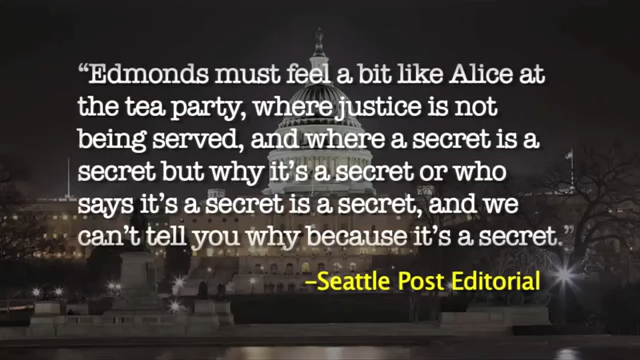 “Edmonds must feel a bit like Alice at
the tea party, where justice is not
being served, and where a secret is a
secret but why it’s a secret or who
says it’s a secret is a secret, and we
can’t tell you why because it’s a secret.”
–Seattle Post Editorial